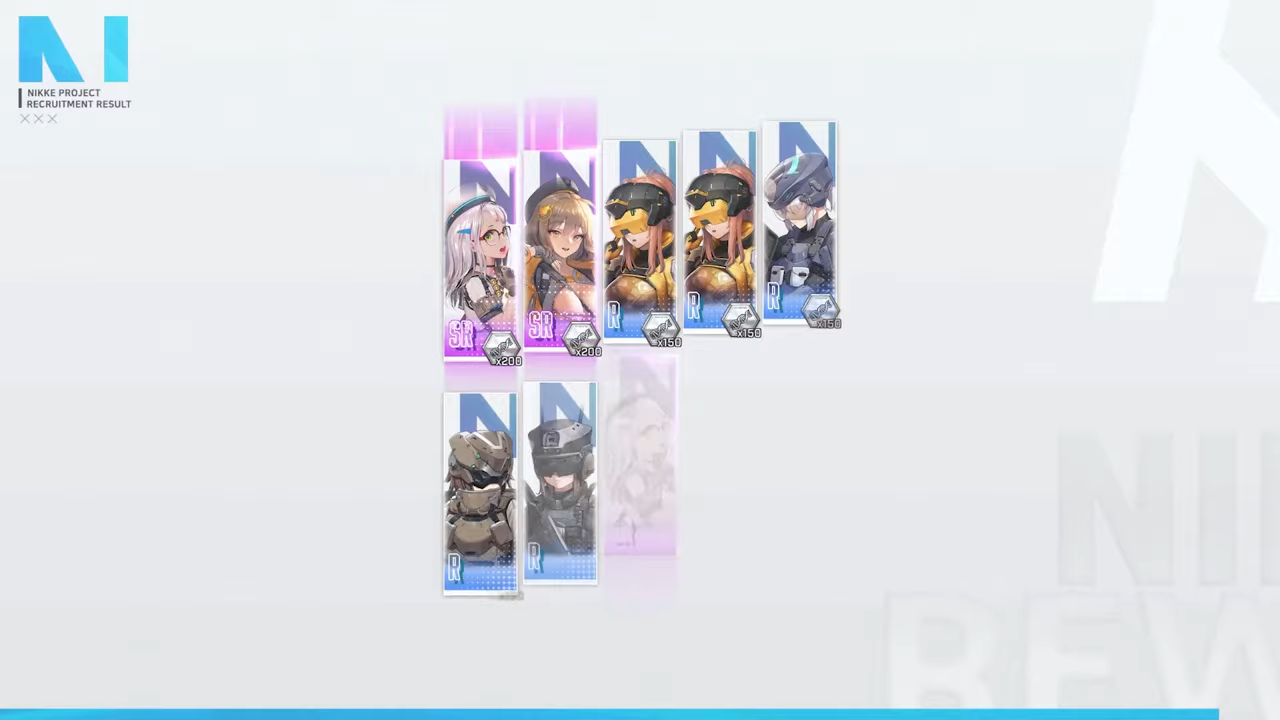 NIKKE PROJECT
RECRUITMENT RESULT
SR
x200
SR
x200
R
x150
R
x150
R
x150
R
R